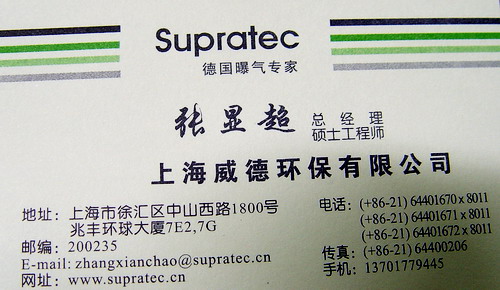 Supratec
德国曝气专家
张显超
总经理
硕士工程师
上海威德环保有限公司
地址：上海市徐汇区中山西路1800号
兆丰环球大厦7E2,7G
邮编：200235
E-mail: zhangxianchao@supratec.cn
网址：www.supratec.cn
电话：(+86-21) 64401670 x 8011
(+86-21) 64401671 x 8011
(+86-21) 64401672 x 8011
传真：(+86-21) 64400206
手机：13701779445